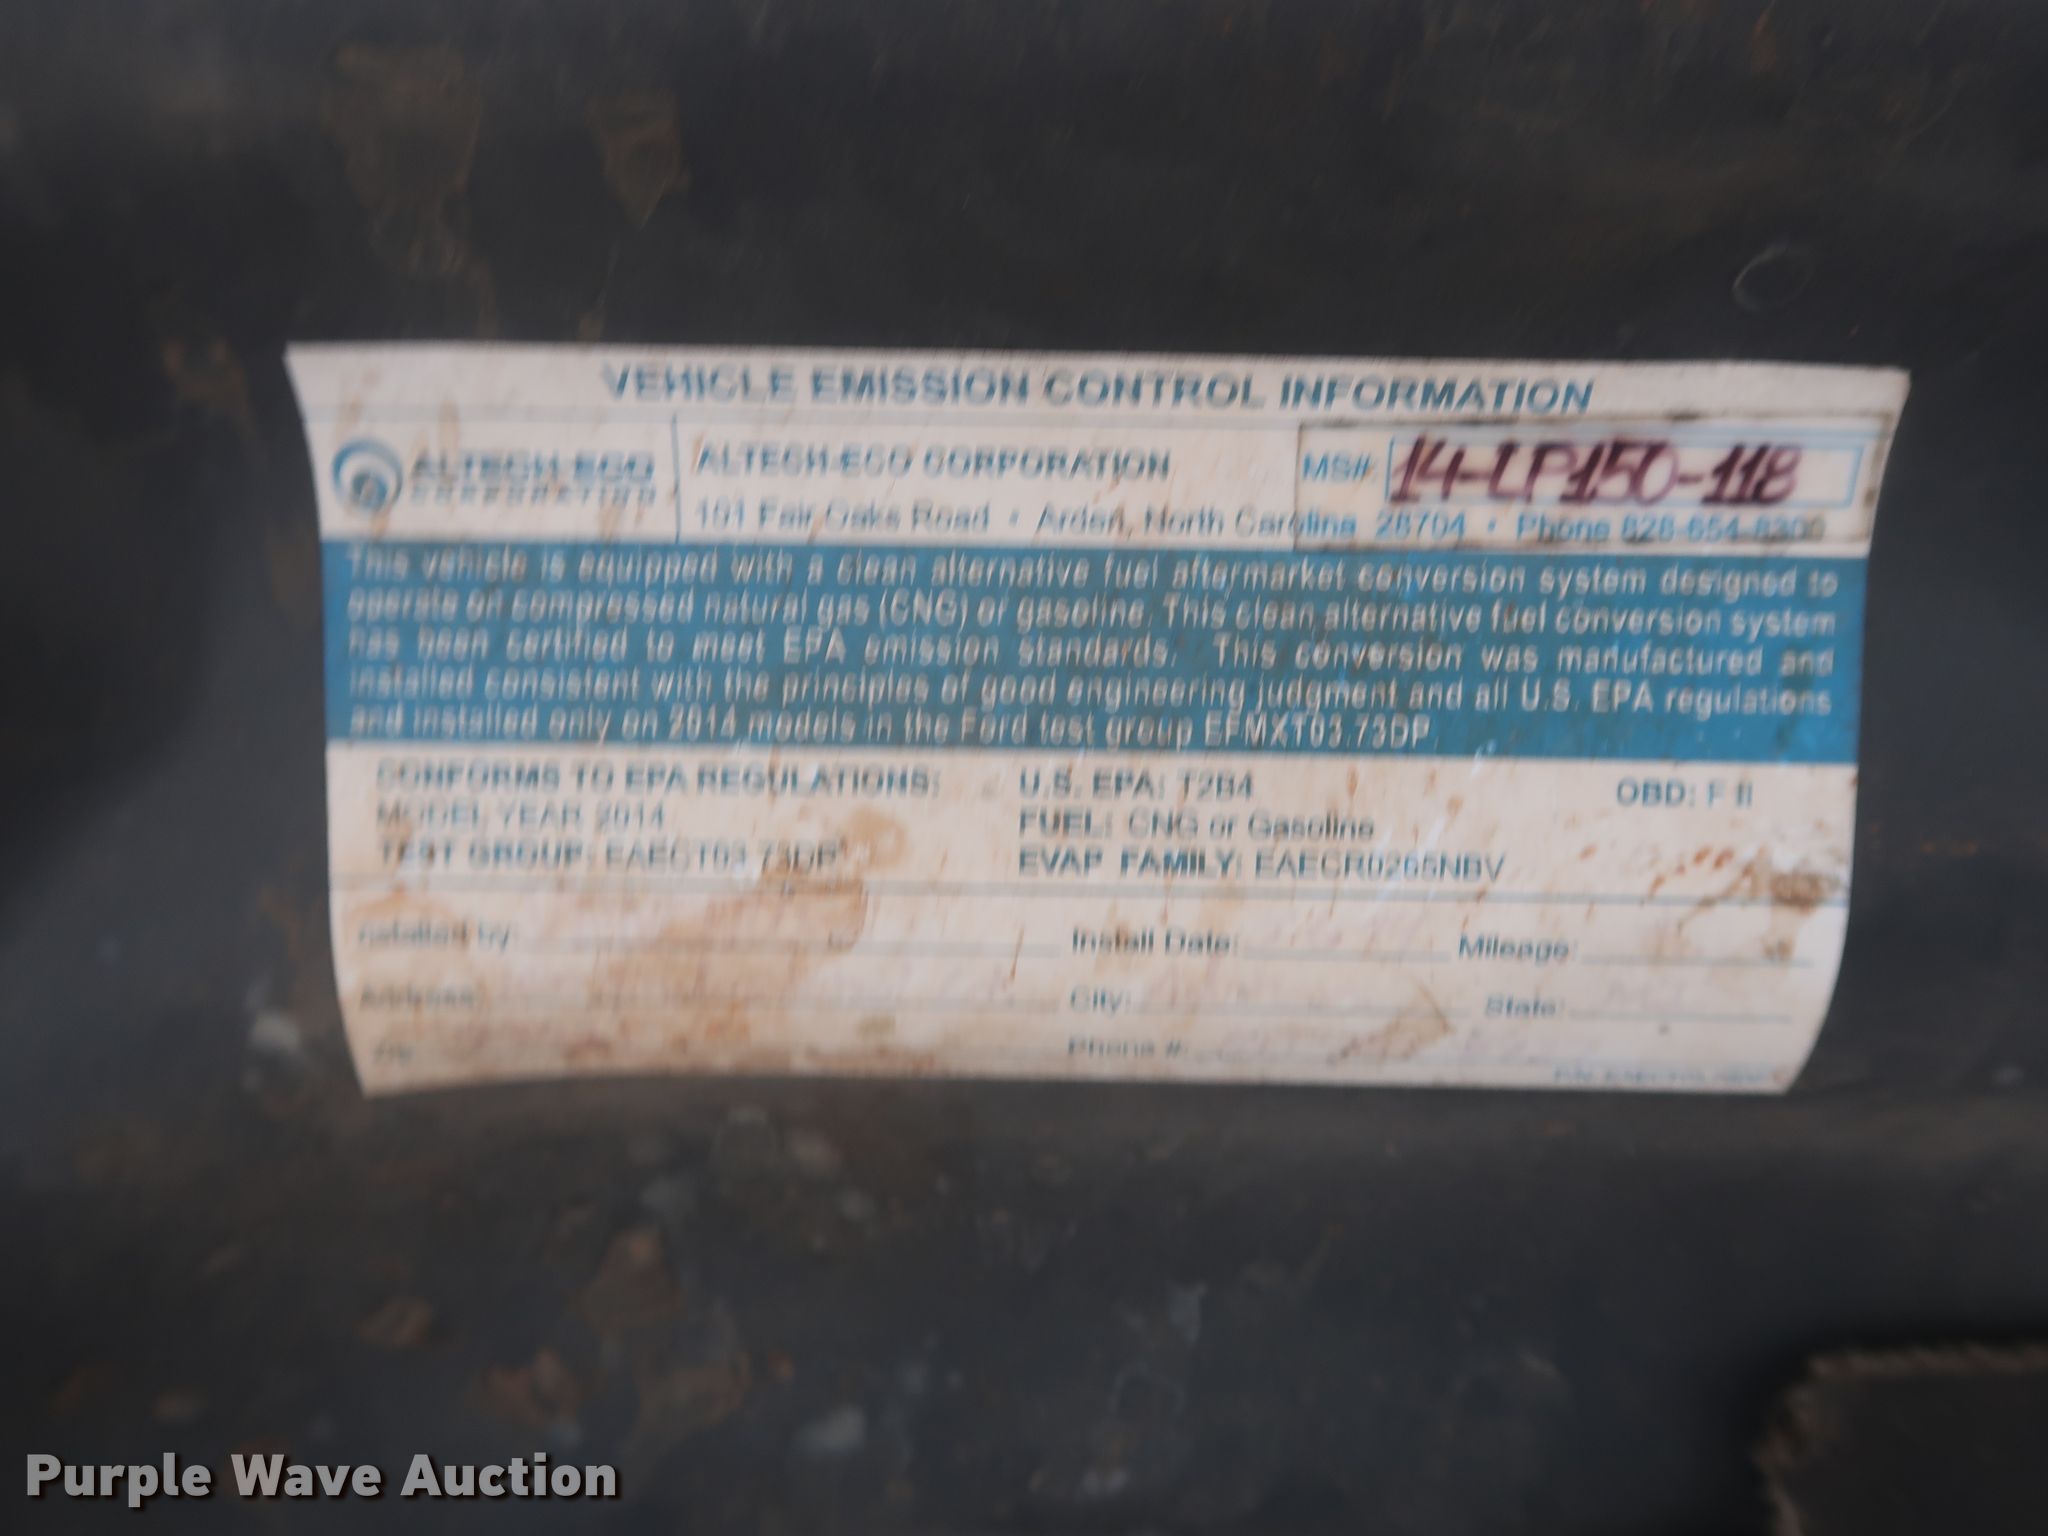 VEHICLE EMISSION CONTROL INFORMATION
ALTECH-ECO
CORPORATION
ALTECH-ECO CORPORATION
MS# 14-LP150-118
101 Fair Oaks Road • Arden, North Carolina 28704 • Phone 828-654-8300
This vehicle is equipped with a clean alternative fuel aftermarket conversion system designed to
operate on compressed natural gas (CNG) or gasoline. This clean alternative fuel conversion system
has been certified to meet EPA emission standards. This conversion was manufactured and
installed consistent with the principles of good engineering judgment and all U.S. EPA regulations
and installed only on 2014 models in the Ford test group EFMXT03.73DP
CONFORMS TO EPA REGULATIONS: U.S. EPA: T2B4 OBD: F II
MODEL YEAR 2014 FUEL: CNG or Gasoline
TEST GROUP: EAECT03.73DP EVAP FAMILY: EAECR0265NBV
Installed by: Install Date: Mileage:
Address: City: State:
Phone #:
Purple Wave Auction